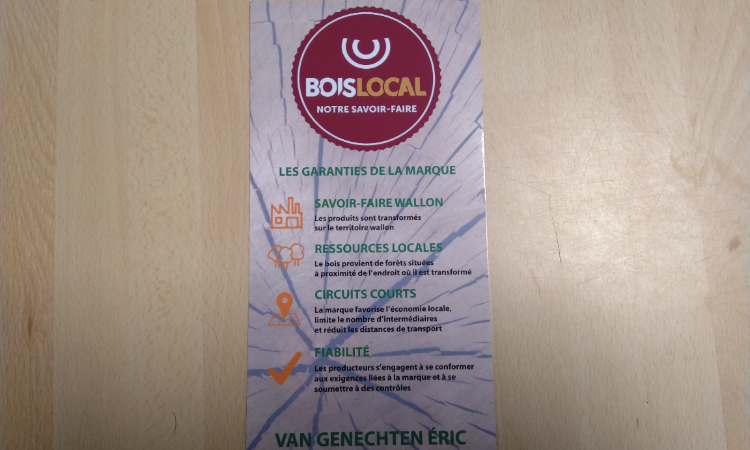 BOISLOCAL
NOTRE SAVOIR-FAIRE
LES GARANTIES DE LA MARQUE
SAVOIR-FAIRE WALLON
Les produits sont transformés
sur le territoire wallon
RESSOURCES LOCALES
Le bois provient de forêts situées
à proximité de l'endroit où il est transformé
CIRCUITS COURTS
La marque favorise l'économie locale,
limite le nombre d'intermédiaires
et réduit les distances de transport
FIABILITÉ
Les producteurs s'engagent à se conformer
aux exigences liées à la marque et à se
soumettre à des contrôles
VAN GENECHTEN ÉRIC